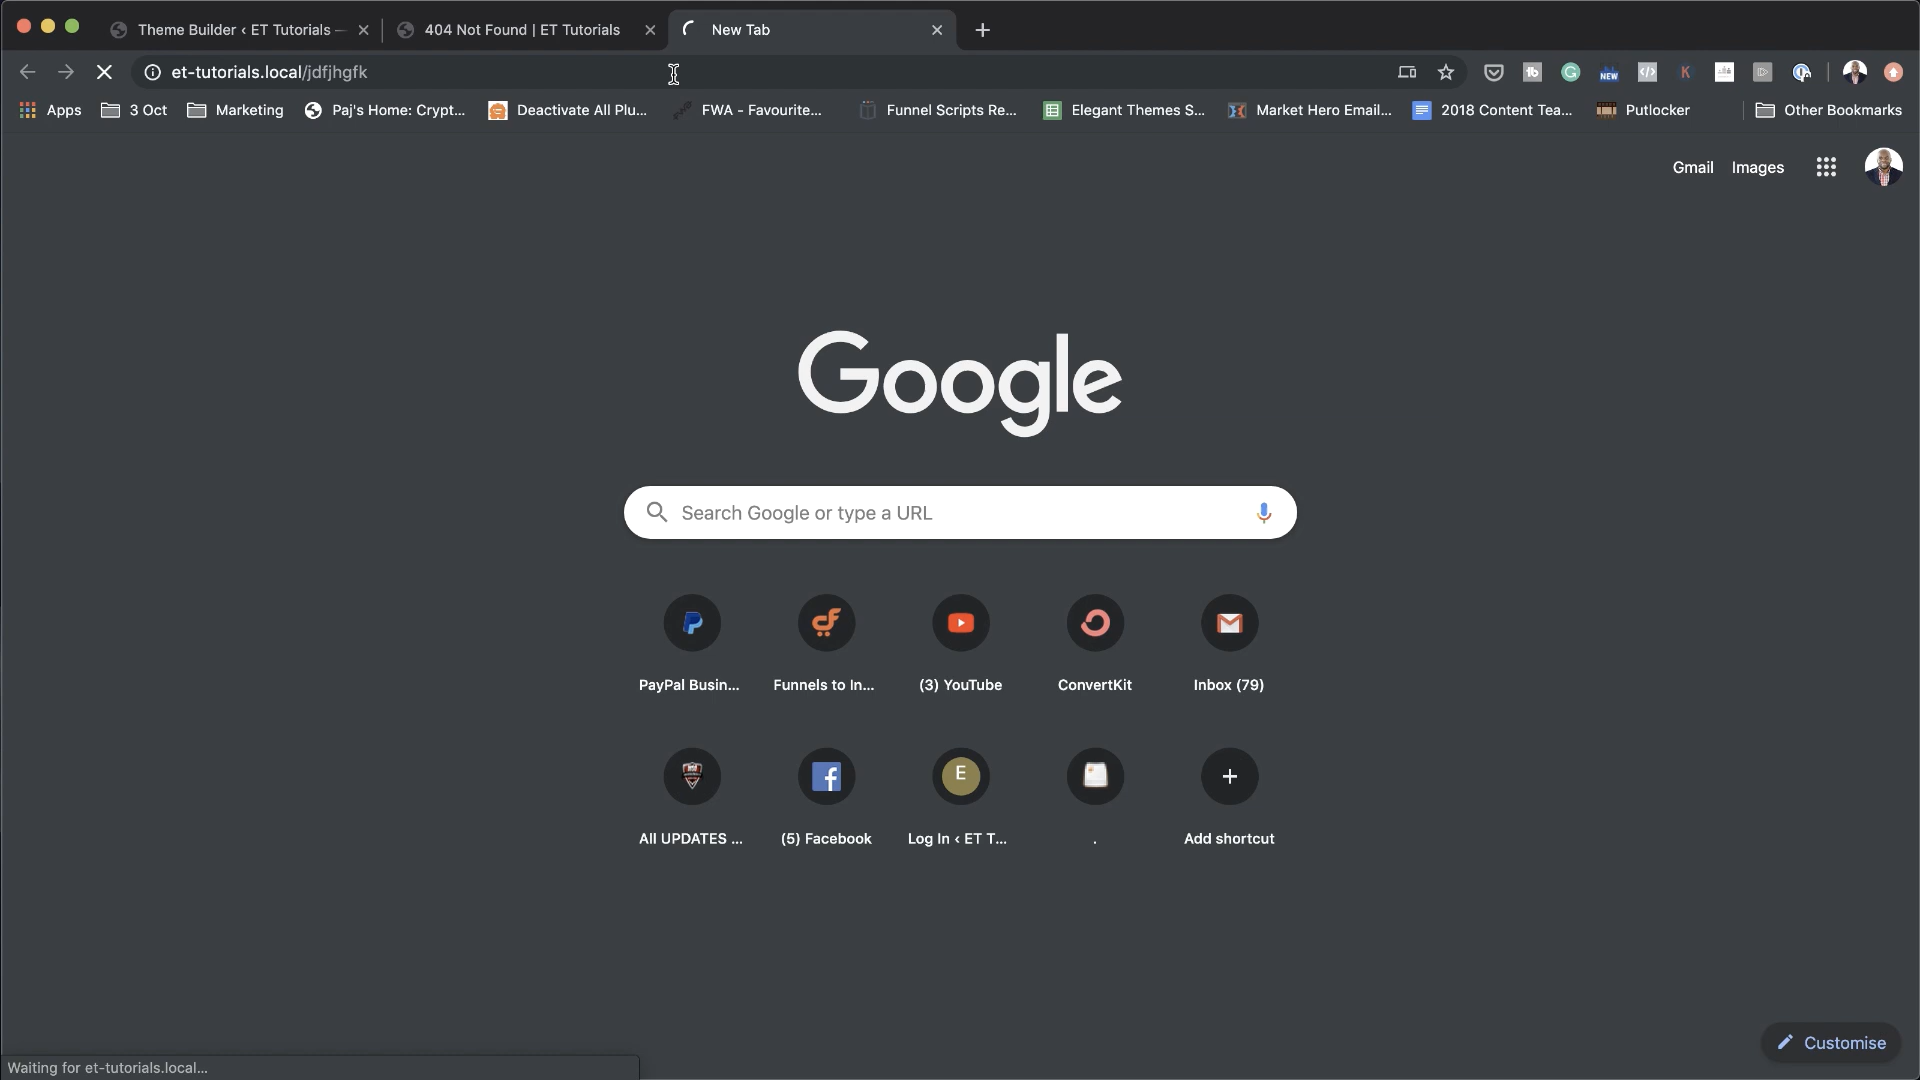 Theme Builder ‹ ET Tutorials —
404 Not Found | ET Tutorials
New Tab
et-tutorials.local/jdfjhgfk
NEW
K
Apps
3 Oct
Marketing
Paj's Home: Crypt...
Deactivate All Plu...
FWA - Favourite...
Funnel Scripts Re...
Elegant Themes S...
Market Hero Email...
2018 Content Tea...
Putlocker
Other Bookmarks
Gmail
Images
Google
Search Google or type a URL
PayPal Busin...
Funnels to In...
(3) YouTube
ConvertKit
Inbox (79)
E
All UPDATES ...
(5) Facebook
Log In ‹ ET T...
.
Add shortcut
Customise
Waiting for et-tutorials.local...